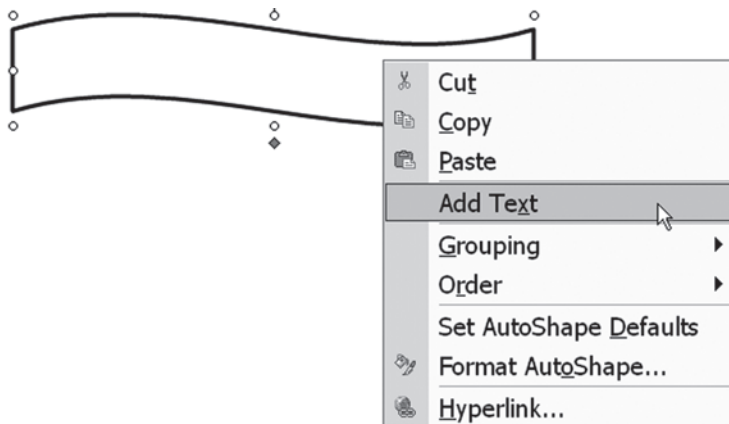 Cut
Copy
Paste
Add Text
Grouping
Order
Set AutoShape Defaults
Format AutoShape...
Hyperlink...